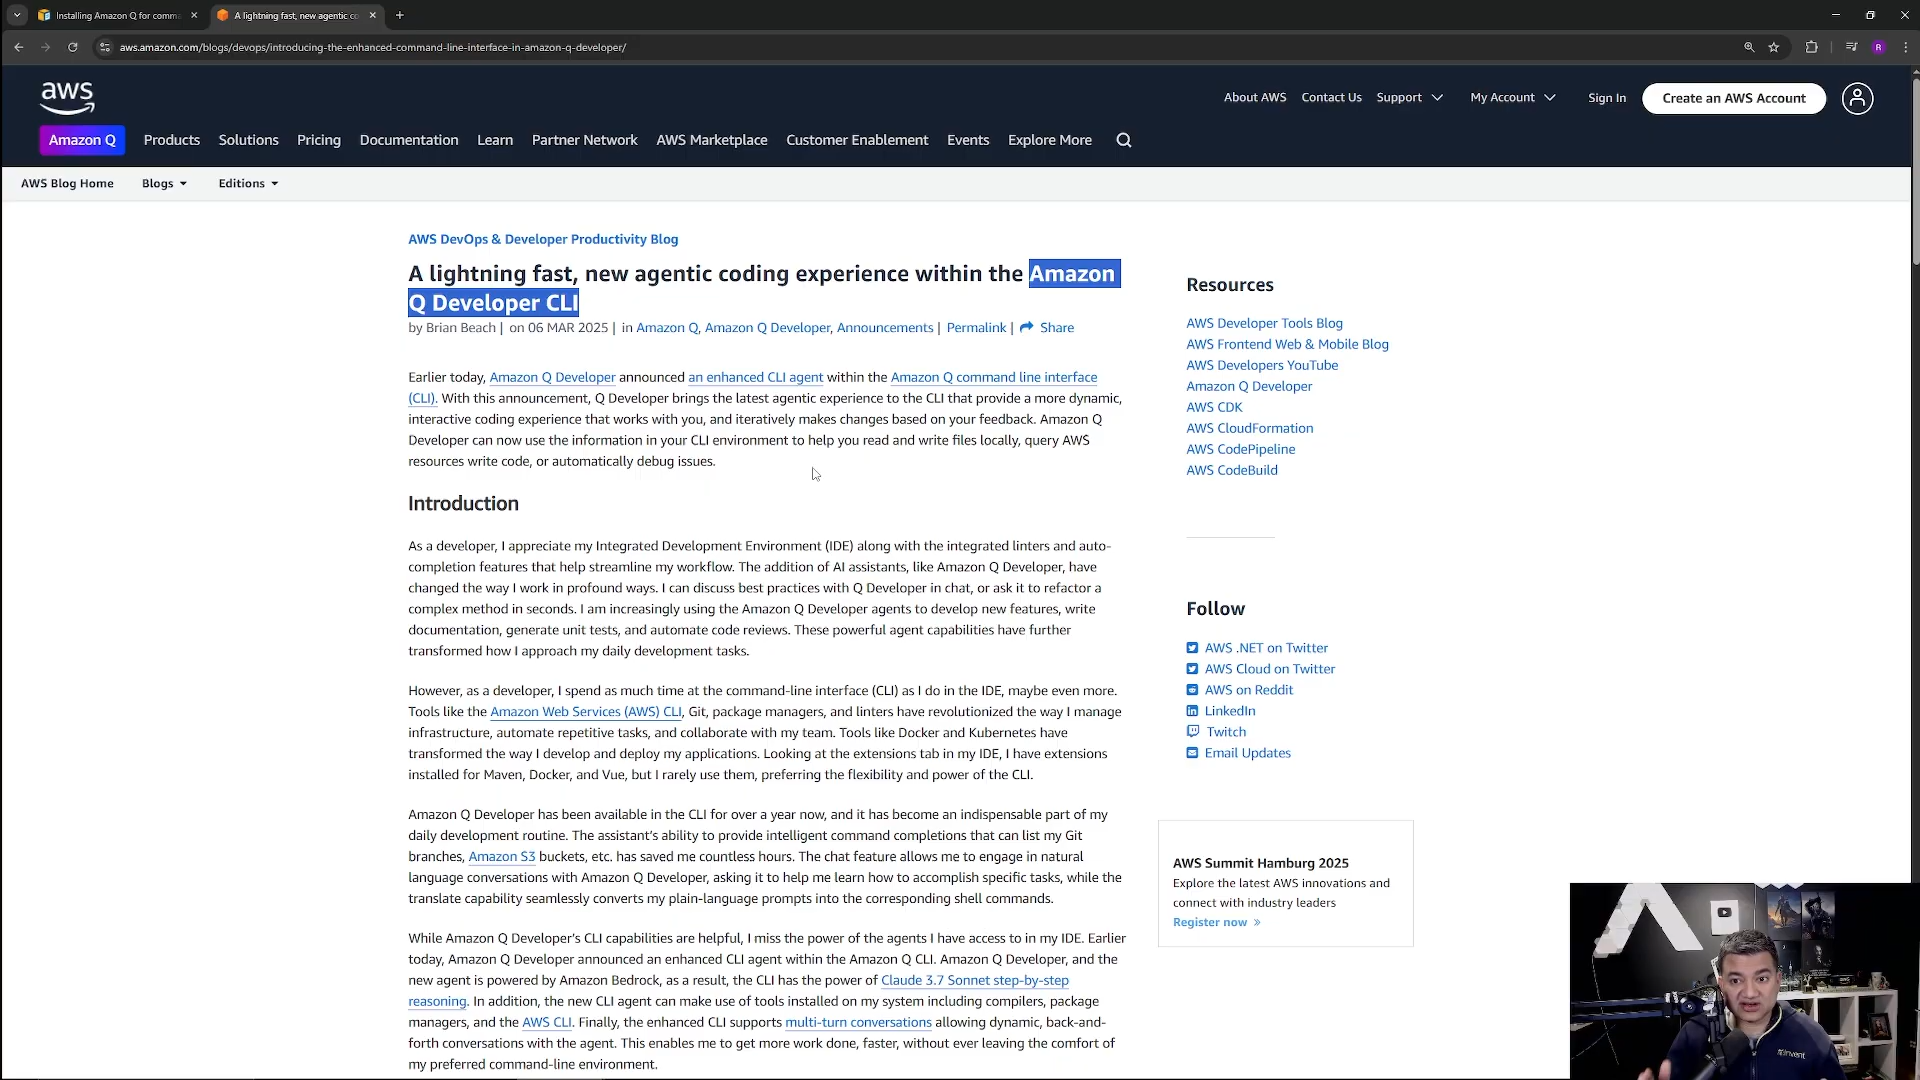 Installing Amazon Q for comma
A lightning fast, new agentic co
aws.amazon.com/blogs/devops/introducing-the-enhanced-command-line-interface-in-amazon-q-developer/
R
aws
About AWS Contact Us Support My Account Sign In Create an AWS Account
Amazon Q Products Solutions Pricing Documentation Learn Partner Network AWS Marketplace Customer Enablement Events Explore More
AWS Blog Home Blogs Editions
AWS DevOps & Developer Productivity Blog
A lightning fast, new agentic coding experience within the Amazon
Q Developer CLI
by Brian Beach | on 06 MAR 2025 | in Amazon Q, Amazon Q Developer, Announcements | Permalink | Share
Earlier today, Amazon Q Developer announced an enhanced CLI agent within the Amazon Q command line interface
(CLI). With this announcement, Q Developer brings the latest agentic experience to the CLI that provide a more dynamic,
interactive coding experience that works with you, and iteratively makes changes based on your feedback. Amazon Q
Developer can now use the information in your CLI environment to help you read and write files locally, query AWS
resources write code, or automatically debug issues.
Introduction
As a developer, I appreciate my Integrated Development Environment (IDE) along with the integrated linters and auto-
completion features that help streamline my workflow. The addition of AI assistants, like Amazon Q Developer, have
changed the way I work in profound ways. I can discuss best practices with Q Developer in chat, or ask it to refactor a
complex method in seconds. I am increasingly using the Amazon Q Developer agents to develop new features, write
documentation, generate unit tests, and automate code reviews. These powerful agent capabilities have further
transformed how I approach my daily development tasks.
However, as a developer, I spend as much time at the command-line interface (CLI) as I do in the IDE, maybe even more.
Tools like the Amazon Web Services (AWS) CLI, Git, package managers, and linters have revolutionized the way I manage
infrastructure, automate repetitive tasks, and collaborate with my team. Tools like Docker and Kubernetes have
transformed the way I develop and deploy my applications. Looking at the extensions tab in my IDE, I have extensions
installed for Maven, Docker, and Vue, but I rarely use them, preferring the flexibility and power of the CLI.
Amazon Q Developer has been available in the CLI for over a year now, and it has become an indispensable part of my
daily development routine. The assistant's ability to provide intelligent command completions that can list my Git
branches, Amazon S3 buckets, etc. has saved me countless hours. The chat feature allows me to engage in natural
language conversations with Amazon Q Developer, asking it to help me learn how to accomplish specific tasks, while the
translate capability seamlessly converts my plain-language prompts into the corresponding shell commands.
While Amazon Q Developer's CLI capabilities are helpful, I miss the power of the agents I have access to in my IDE. Earlier
today, Amazon Q Developer announced an enhanced CLI agent within the Amazon Q CLI. Amazon Q Developer, and the
new agent is powered by Amazon Bedrock, as a result, the CLI has the power of Claude 3.7 Sonnet step-by-step
reasoning. In addition, the new CLI agent can make use of tools installed on my system including compilers, package
managers, and the AWS CLI. Finally, the enhanced CLI supports multi-turn conversations allowing dynamic, back-and-
forth conversations with the agent. This enables me to get more work done, faster, without ever leaving the comfort of
my preferred command-line environment.
Resources
AWS Developer Tools Blog
AWS Frontend Web & Mobile Blog
AWS Developers YouTube
Amazon Q Developer
AWS CDK
AWS CloudFormation
AWS CodePipeline
AWS CodeBuild
Follow
AWS .NET on Twitter
AWS Cloud on Twitter
AWS on Reddit
LinkedIn
Twitch
Email Updates
AWS Summit Hamburg 2025
Explore the latest AWS innovations and
connect with industry leaders
Register now »
re:Invent